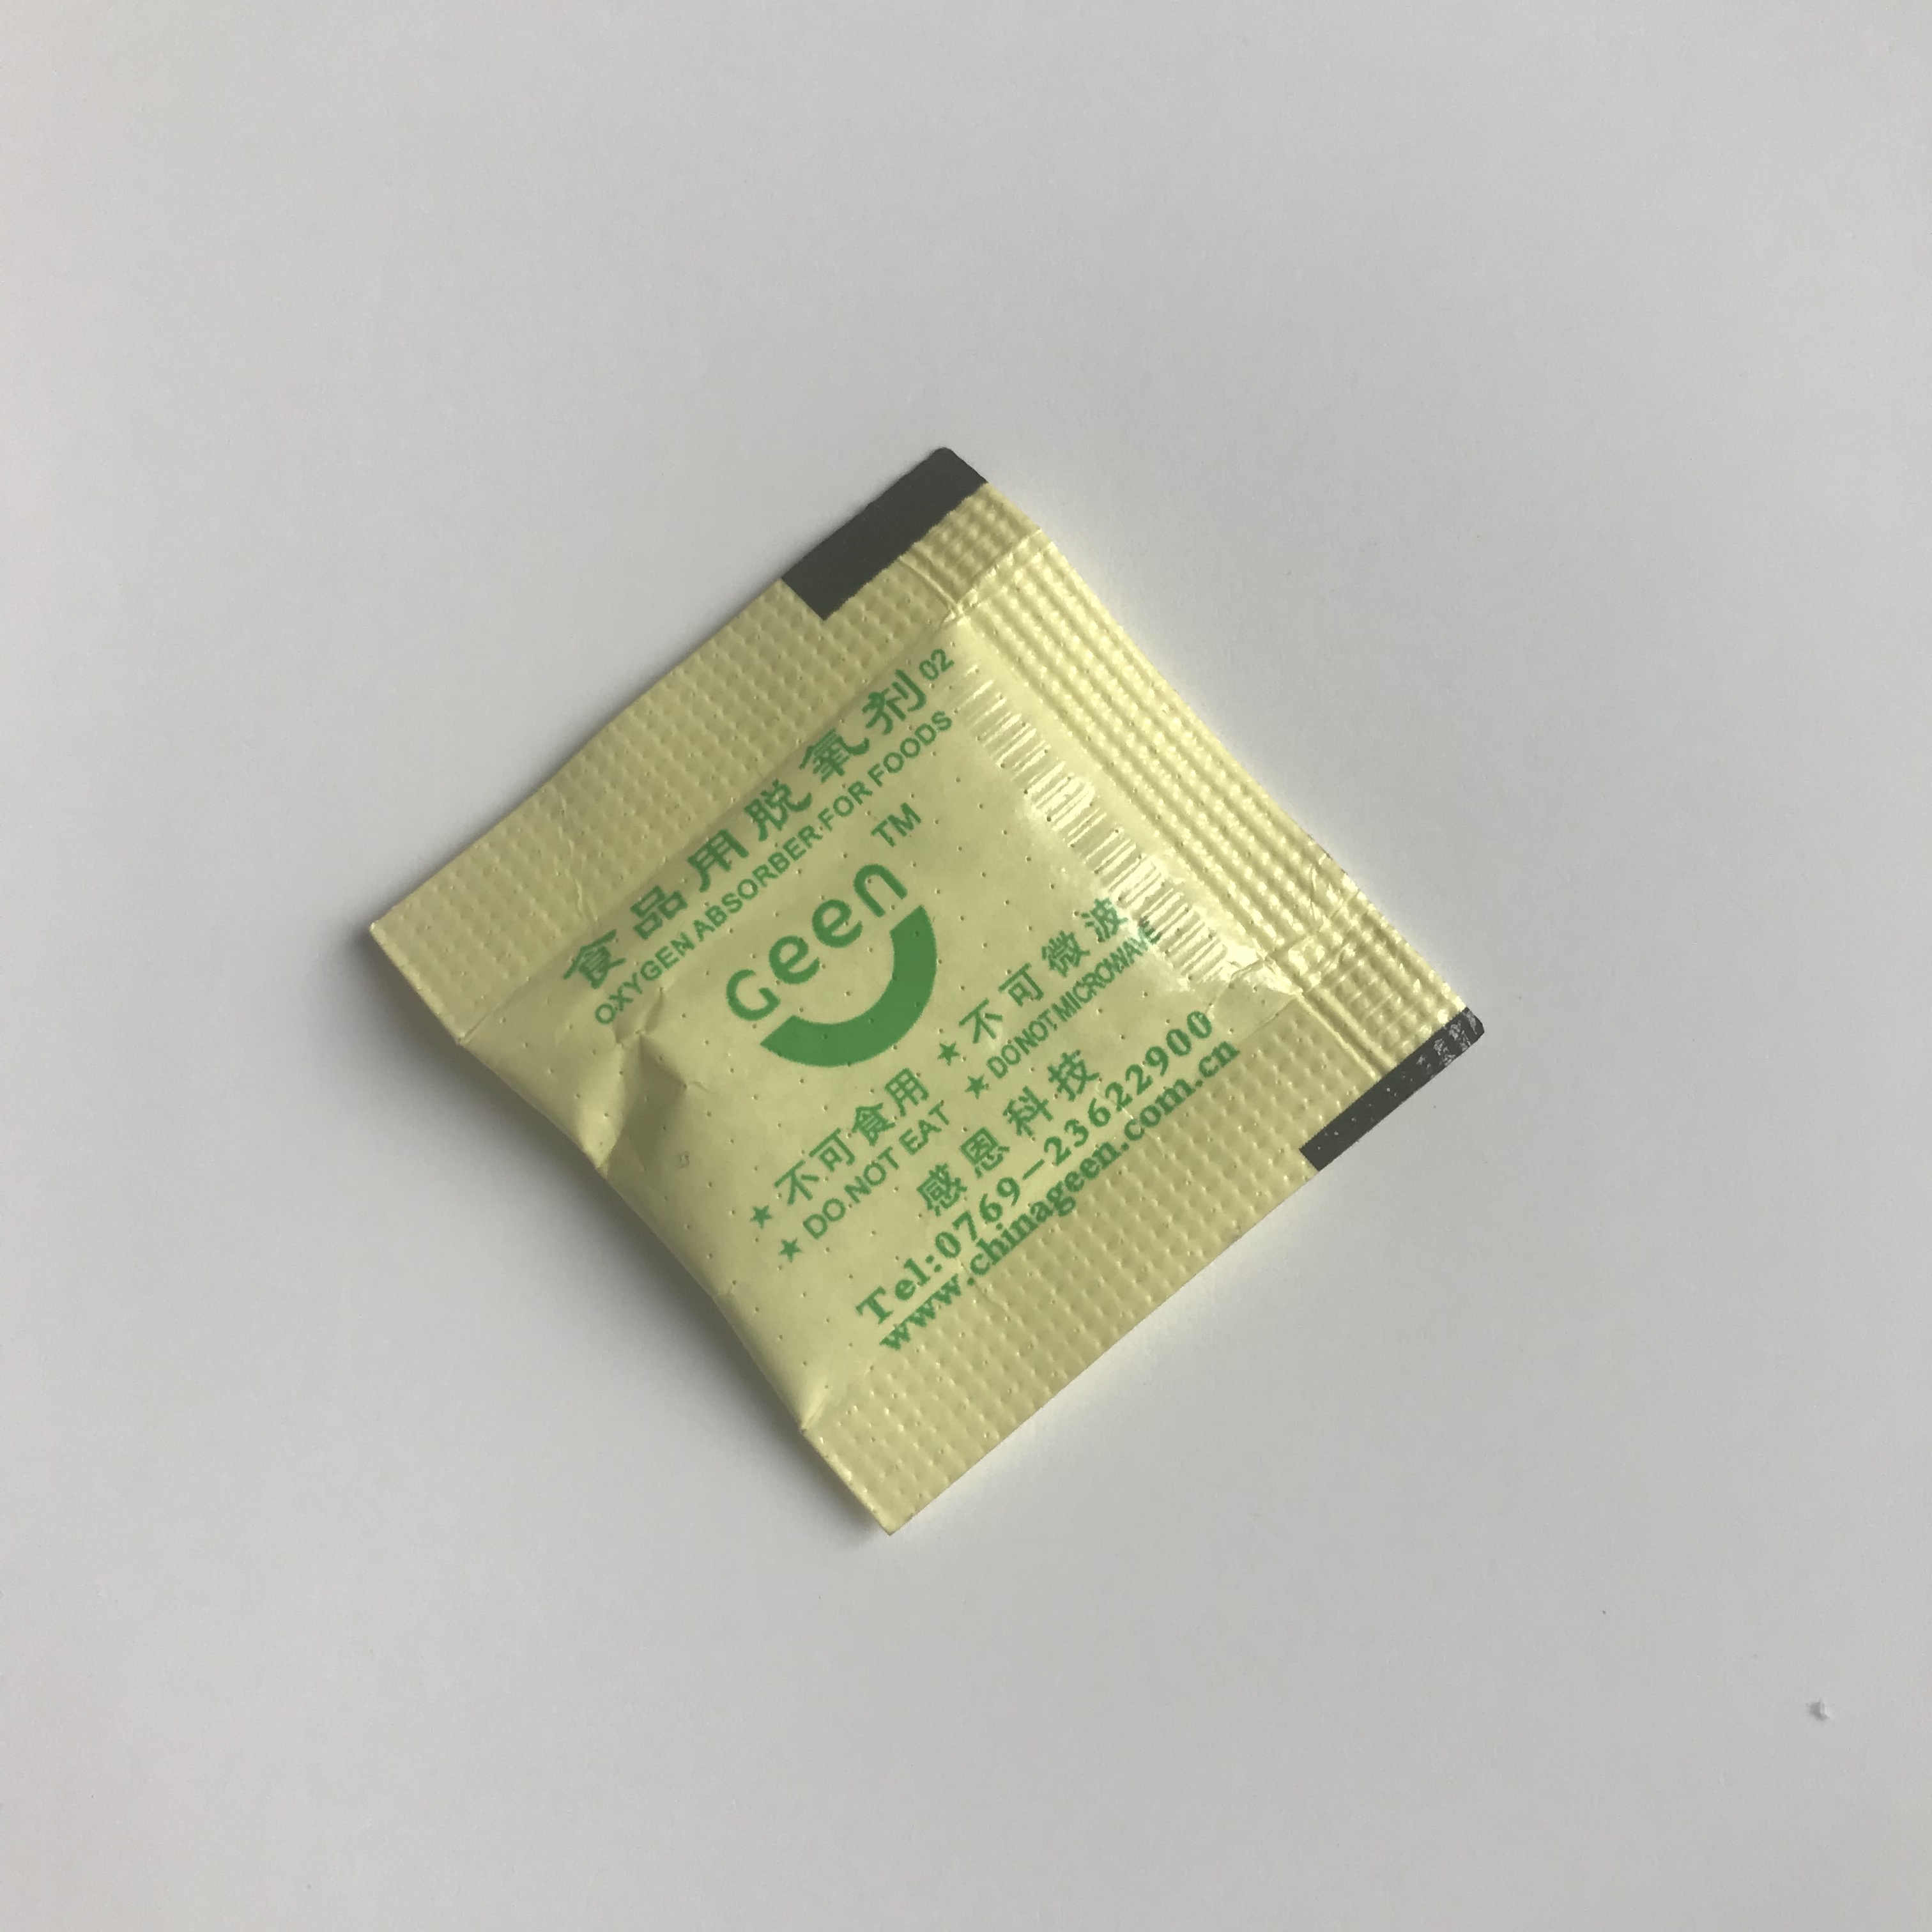 食品用脱氧剂 02
OXYGEN ABSORBER FOR FOODS
Geen TM
★ 不可食用 ★ 不可微波
★ DO NOT EAT ★ DO NOT MICROWAVE
感恩科技
Tel:0769-23622900
www.chinageen.com.cn